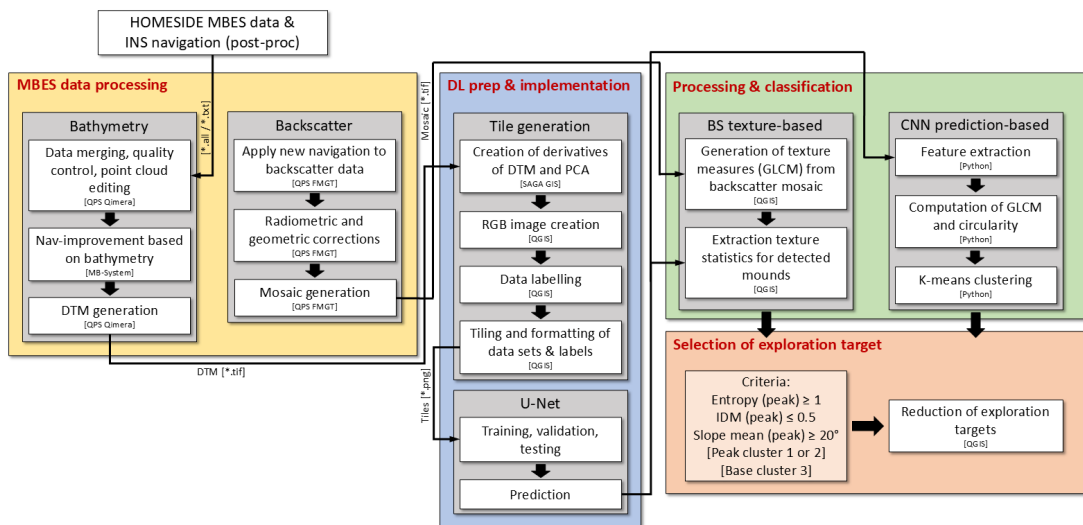 HOMESIDE MBES data &
INS navigation (post-proc)
MBES data processing
[*.all / *.txt]
Bathymetry
Data merging, quality
control, point cloud
editing
[QPS Qimera]
Nav-improvement based
on bathymetry
[MB-System]
DTM generation
[QPS Qimera]
Backscatter
Apply new navigation to
backscatter data
[QPS FMGT]
Radiometric and
geometric corrections
[QPS FMGT]
Mosaic generation
[QPS FMGT]
DTM [*.tif]
Mosaic [*.tif]
DL prep & implementation
Tile generation
Creation of derivatives
of DTM and PCA
[SAGA GIS]
RGB image creation
[QGIS]
Data labelling
[QGIS]
Tiling and formatting of
data sets & labels
[QGIS]
Tiles [*.png]
U-Net
Training, validation,
testing
Prediction
Processing & classification
BS texture-based
Generation of texture
measures (GLCM) from
backscatter mosaic
[QGIS]
Extraction texture
statistics for detected
mounds
[QGIS]
CNN prediction-based
Feature extraction
[Python]
Computation of GLCM
and circularity
[Python]
K-means clustering
[Python]
Selection of exploration target
Criteria:
Entropy (peak) ≥ 1
IDM (peak) ≤ 0.5
Slope mean (peak) ≥ 20°
[Peak cluster 1 or 2]
[Base cluster 3]
Reduction of exploration
targets
[QGIS]